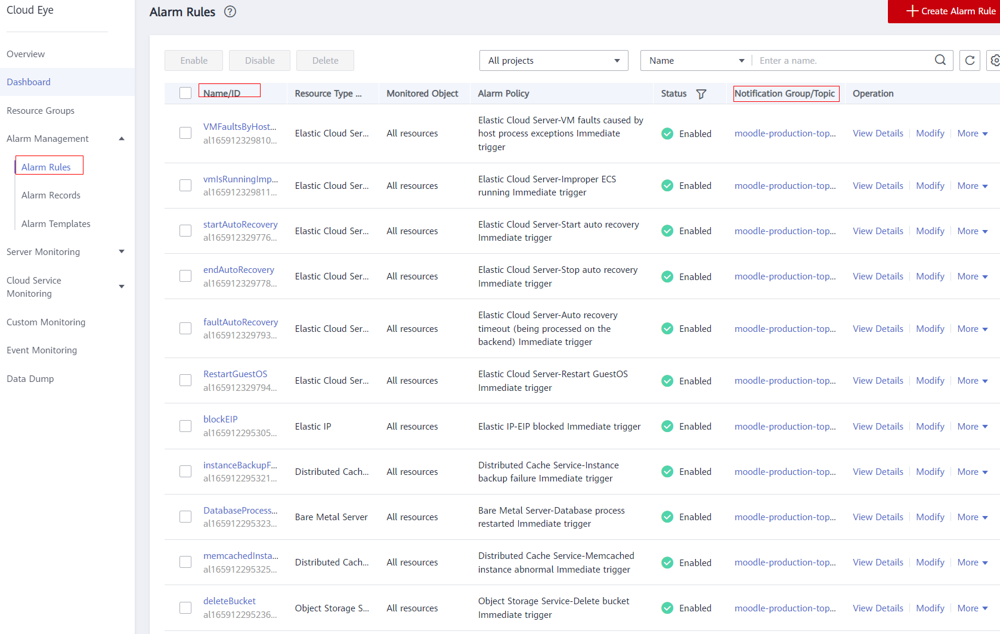 Cloud Eye
Overview
Dashboard
Resource Groups
Alarm Management
Alarm Rules
Alarm Records
Alarm Templates
Server Monitoring
Cloud Service
Monitoring
Custom Monitoring
Event Monitoring
Data Dump
Alarm Rules ?
Create Alarm Rule
Enable Disable Delete All projects Name Enter a name.
Name/ID Resource Type ... Monitored Object Alarm Policy Status Notification Group/Topic Operation
VMFaultsByHost...
al165912329810...
Elastic Cloud Ser... All resources
Elastic Cloud Server-VM faults caused by
host process exceptions Immediate
trigger
Enabled moodle-production-top... View Details Modify More
vmIsRunningImp...
al165912329811...
Elastic Cloud Ser... All resources
Elastic Cloud Server-Improper ECS
running Immediate trigger
Enabled moodle-production-top... View Details Modify More
startAutoRecovery
al165912329776...
Elastic Cloud Ser... All resources
Elastic Cloud Server-Start auto recovery
Immediate trigger
Enabled moodle-production-top... View Details Modify More
endAutoRecovery
al165912329778...
Elastic Cloud Ser... All resources
Elastic Cloud Server-Stop auto recovery
Immediate trigger
Enabled moodle-production-top... View Details Modify More
faultAutoRecovery
al165912329793...
Elastic Cloud Ser... All resources
Elastic Cloud Server-Auto recovery
timeout (being processed on the
backend) Immediate trigger
Enabled moodle-production-top... View Details Modify More
RestartGuestOS
al165912329794...
Elastic Cloud Ser... All resources
Elastic Cloud Server-Restart GuestOS
Immediate trigger
Enabled moodle-production-top... View Details Modify More
blockEIP
al165912295305...
Elastic IP All resources
Elastic IP-EIP blocked Immediate trigger
Enabled moodle-production-top... View Details Modify More
instanceBackupF...
al165912295321...
Distributed Cach... All resources
Distributed Cache Service-Instance
backup failure Immediate trigger
Enabled moodle-production-top... View Details Modify More
DatabaseProcess...
al165912295323...
Bare Metal Server All resources
Bare Metal Server-Database process
restarted Immediate trigger
Enabled moodle-production-top... View Details Modify More
memcachedInsta...
al165912295325...
Distributed Cach... All resources
Distributed Cache Service-Memcached
instance abnormal Immediate trigger
Enabled moodle-production-top... View Details Modify More
deleteBucket
al165912295236...
Object Storage S... All resources
Object Storage Service-Delete bucket
Immediate trigger
Enabled moodle-production-top... View Details Modify More